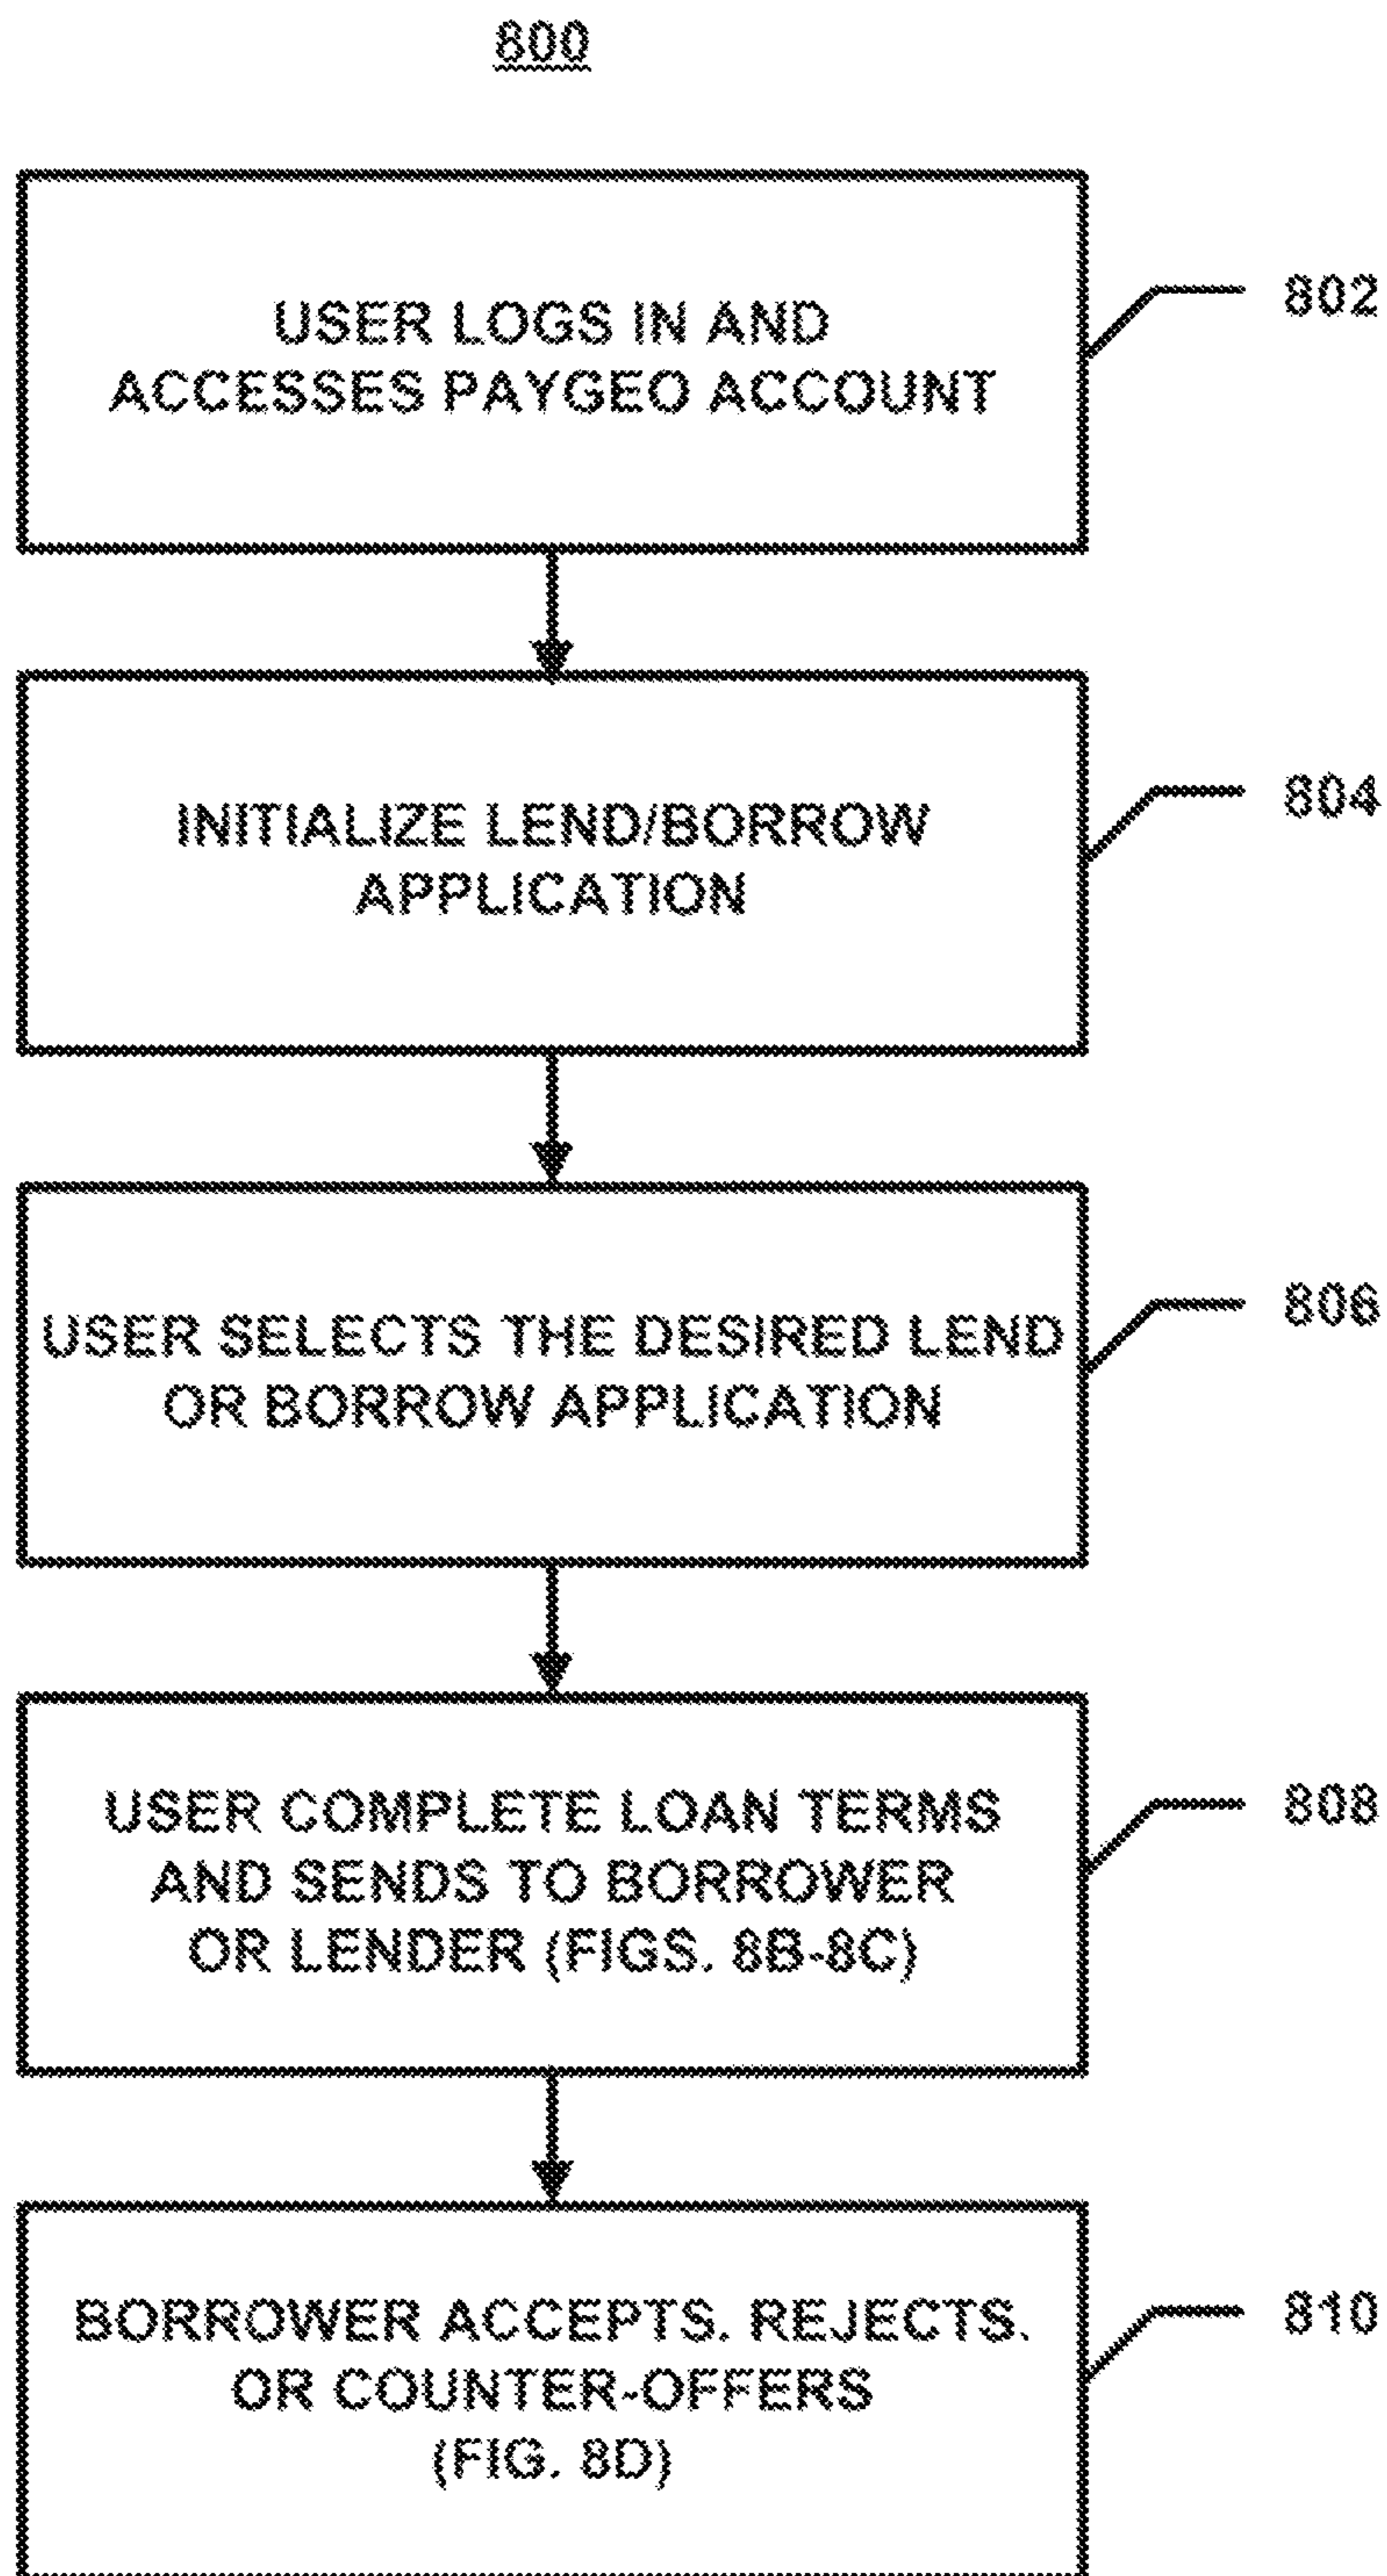 800
USER LOGS IN AND
ACCESSES PAYGEO ACCOUNT
802
INITIALIZE LEND/BORROW
APPLICATION
804
USER SELECTS THE DESIRED LEND
OR BORROW APPLICATION
806
USER COMPLETE LOAN TERMS
AND SENDS TO BORROWER
OR LENDER (FIGS. 8B-8C)
808
BORROWER ACCEPTS. REJECTS.
OR COUNTER-OFFERS
(FIG. 8D)
810